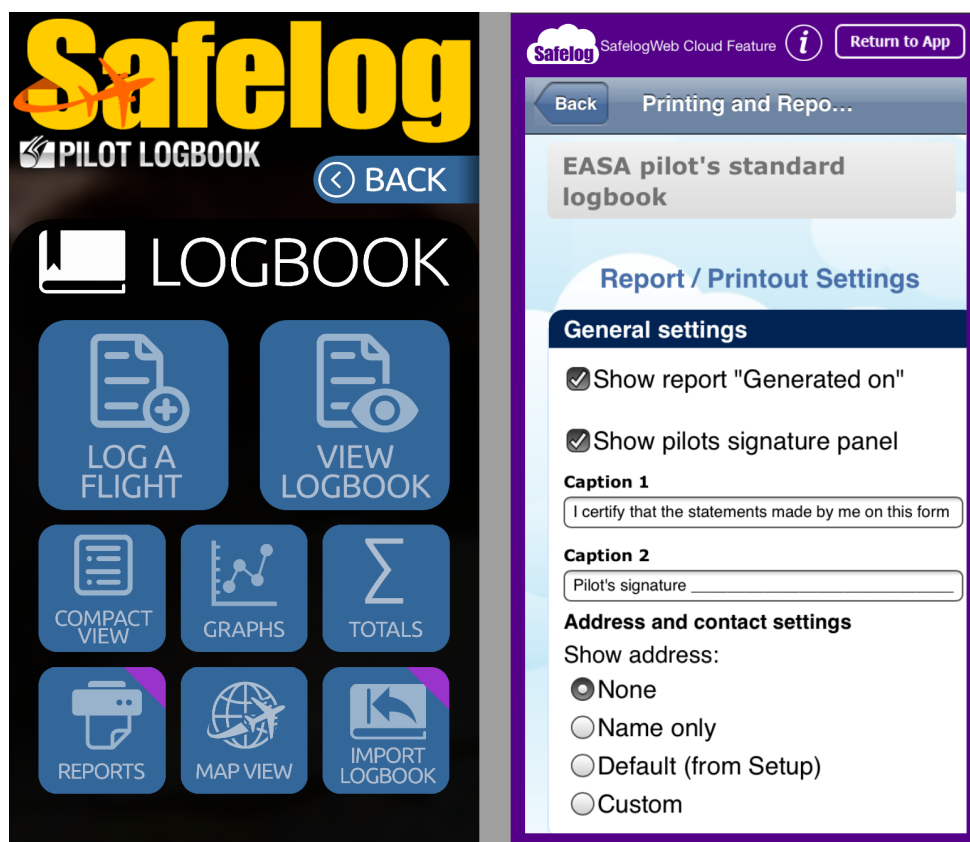 Safelog
PILOT LOGBOOK
BACK
LOGBOOK
LOG A
FLIGHT
VIEW
LOGBOOK
COMPACT
VIEW
GRAPHS
TOTALS
REPORTS
MAP VIEW
IMPORT
LOGBOOK
Safelog
SafelogWeb Cloud Feature
i
Return to App
Back
Printing and Repo...
EASA pilot's standard
logbook
Report / Printout Settings
General settings
Show report "Generated on"
Show pilots signature panel
Caption 1
I certify that the statements made by me on this form
Caption 2
Pilot's signature ______________________________
Address and contact settings
Show address:
None
Name only
Default (from Setup)
Custom